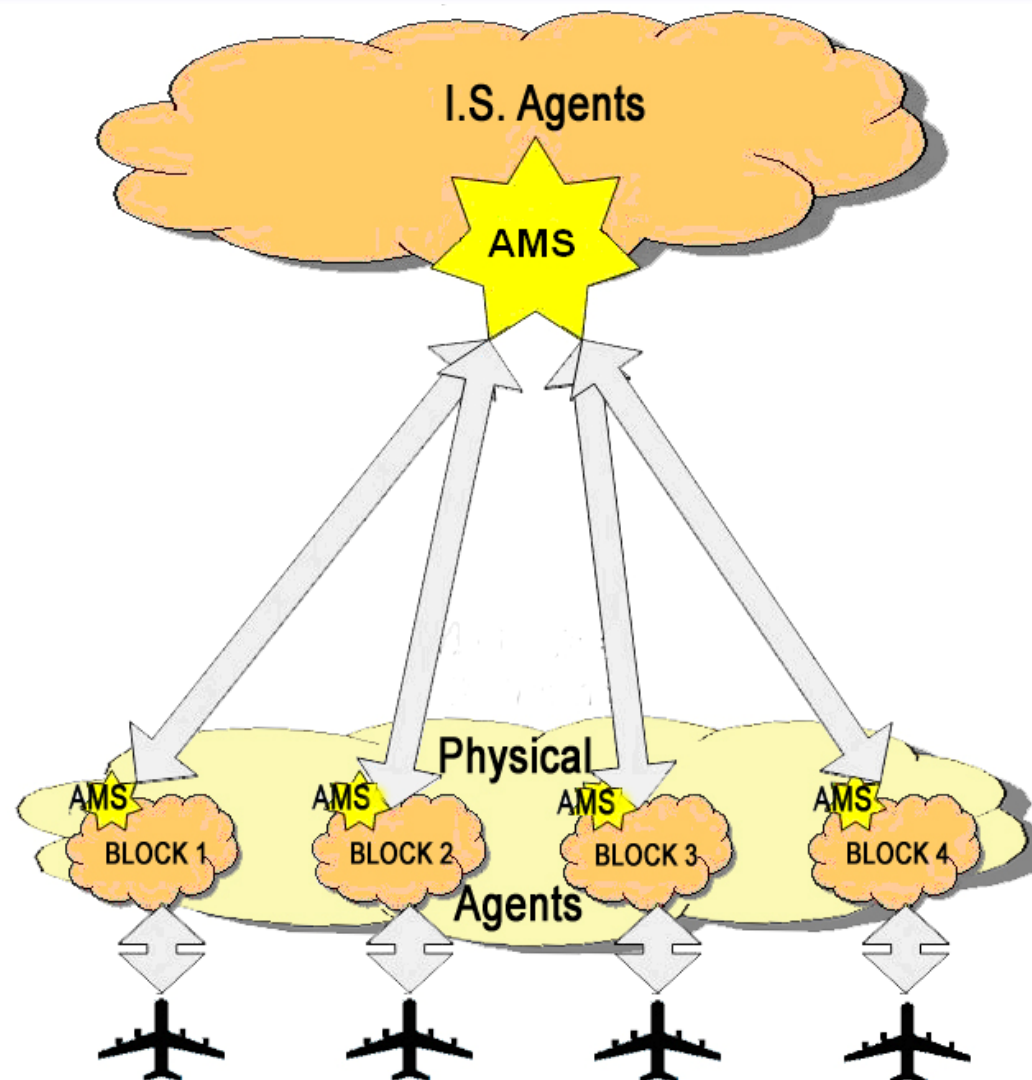 I.S. Agents
AMS
Physical
AMS
AMS
AMS
AMS
BLOCK 1
BLOCK 2
BLOCK 3
BLOCK 4
Agents